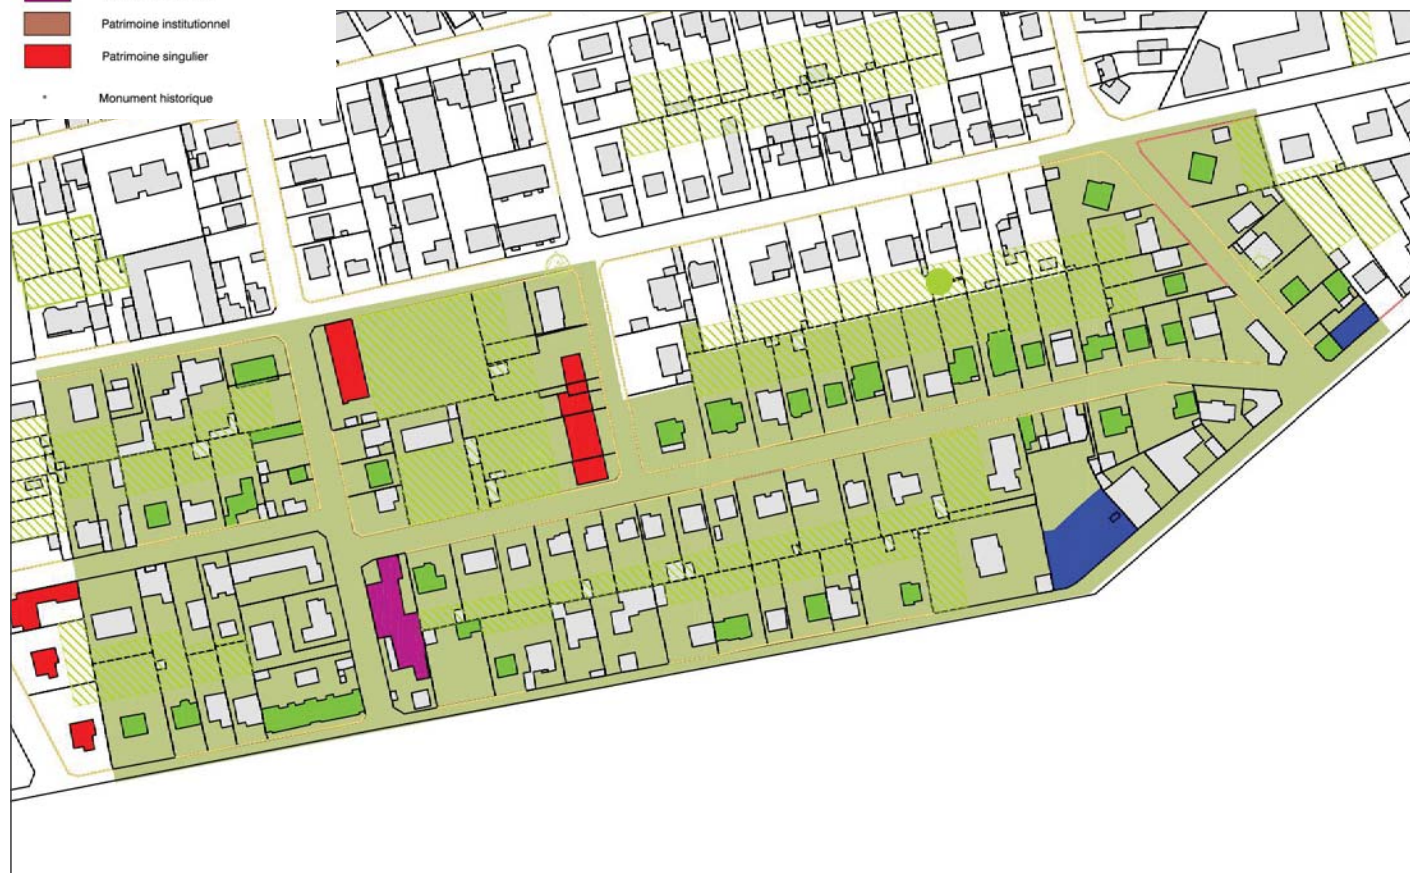 Patrimoine institutionnel
Patrimoine singulier
Monument historique